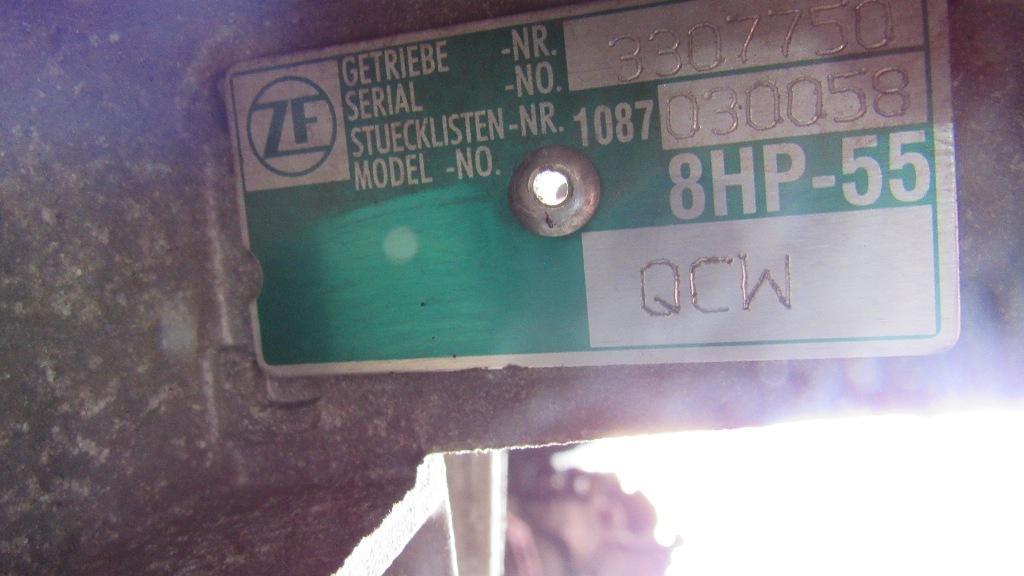 ZF
GETRIEBE -NR. 3307750
SERIAL -NO.
STUECKLISTEN-NR. 1087 030058
MODEL -NO.
8HP-55
QCW